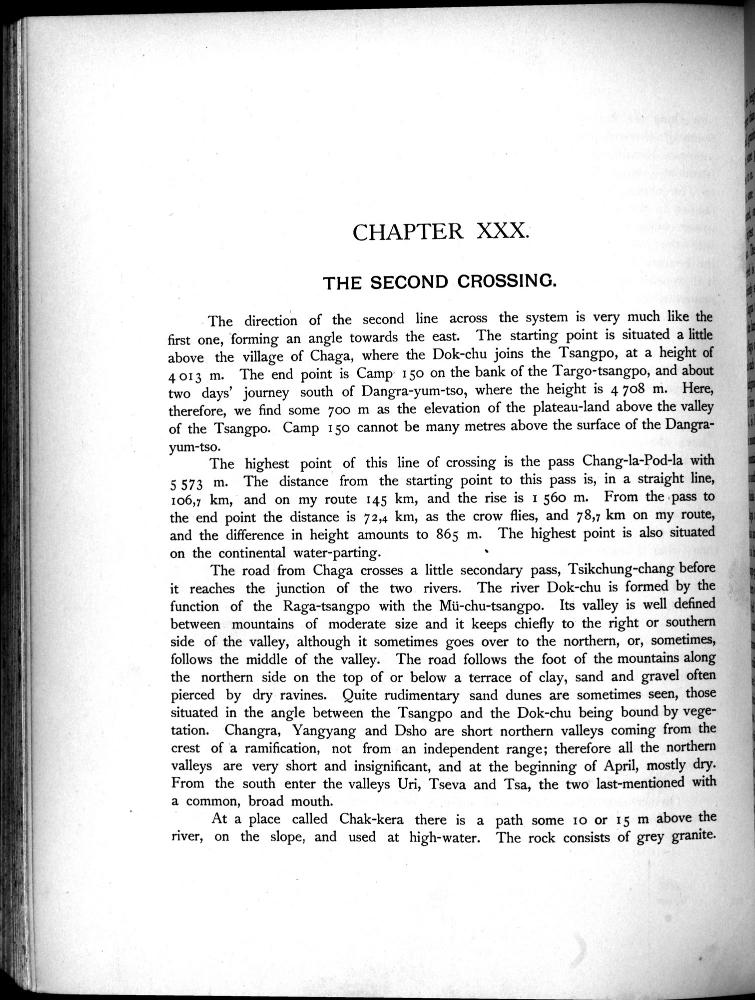 CHAPTER XXX.
THE SECOND CROSSING.
The direction of the second line across the system is very much like the
first one, forming an angle towards the east. The starting point is situated a little
above the village of Chaga, where the Dok-chu joins the Tsangpo, at a height of
4 013 m. The end point is Camp 150 on the bank of the Targo-tsangpo, and about
two days' journey south of Dangra-yum-tso, where the height is 4 708 m. Here,
therefore, we find some 700 m as the elevation of the plateau-land above the valley
of the Tsangpo. Camp 150 cannot be many metres above the surface of the Dangra-
yum-tso.
The highest point of this line of crossing is the pass Chang-la-Pod-la with
5 573 m. The distance from the starting point to this pass is, in a straight line,
106,7 km, and on my route 145 km, and the rise is 1 560 m. From the pass to
the end point the distance is 72,4 km, as the crow flies, and 78,7 km on my route,
and the difference in height amounts to 865 m. The highest point is also situated
on the continental water-parting.
The road from Chaga crosses a little secondary pass, Tsikchung-chang before
it reaches the junction of the two rivers. The river Dok-chu is formed by the
function of the Raga-tsangpo with the Mü-chu-tsangpo. Its valley is well defined
between mountains of moderate size and it keeps chiefly to the right or southern
side of the valley, although it sometimes goes over to the northern, or, sometimes,
follows the middle of the valley. The road follows the foot of the mountains along
the northern side on the top of or below a terrace of clay, sand and gravel often
pierced by dry ravines. Quite rudimentary sand dunes are sometimes seen, those
situated in the angle between the Tsangpo and the Dok-chu being bound by vege-
tation. Changra, Yangyang and Dsho are short northern valleys coming from the
crest of a ramification, not from an independent range; therefore all the northern
valleys are very short and insignificant, and at the beginning of April, mostly dry.
From the south enter the valleys Uri, Tseva and Tsa, the two last-mentioned with
a common, broad mouth.
At a place called Chak-kera there is a path some 10 or 15 m above the
river, on the slope, and used at high-water. The rock consists of grey granite.